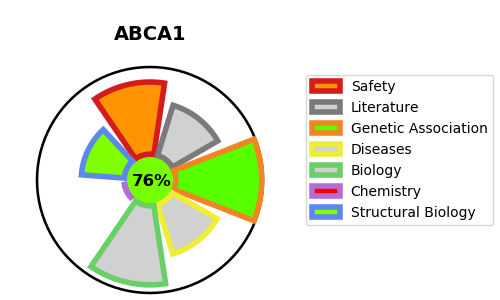 ABCA1
76%
Safety
Literature
Genetic Association
Diseases
Biology
Chemistry
Structural Biology